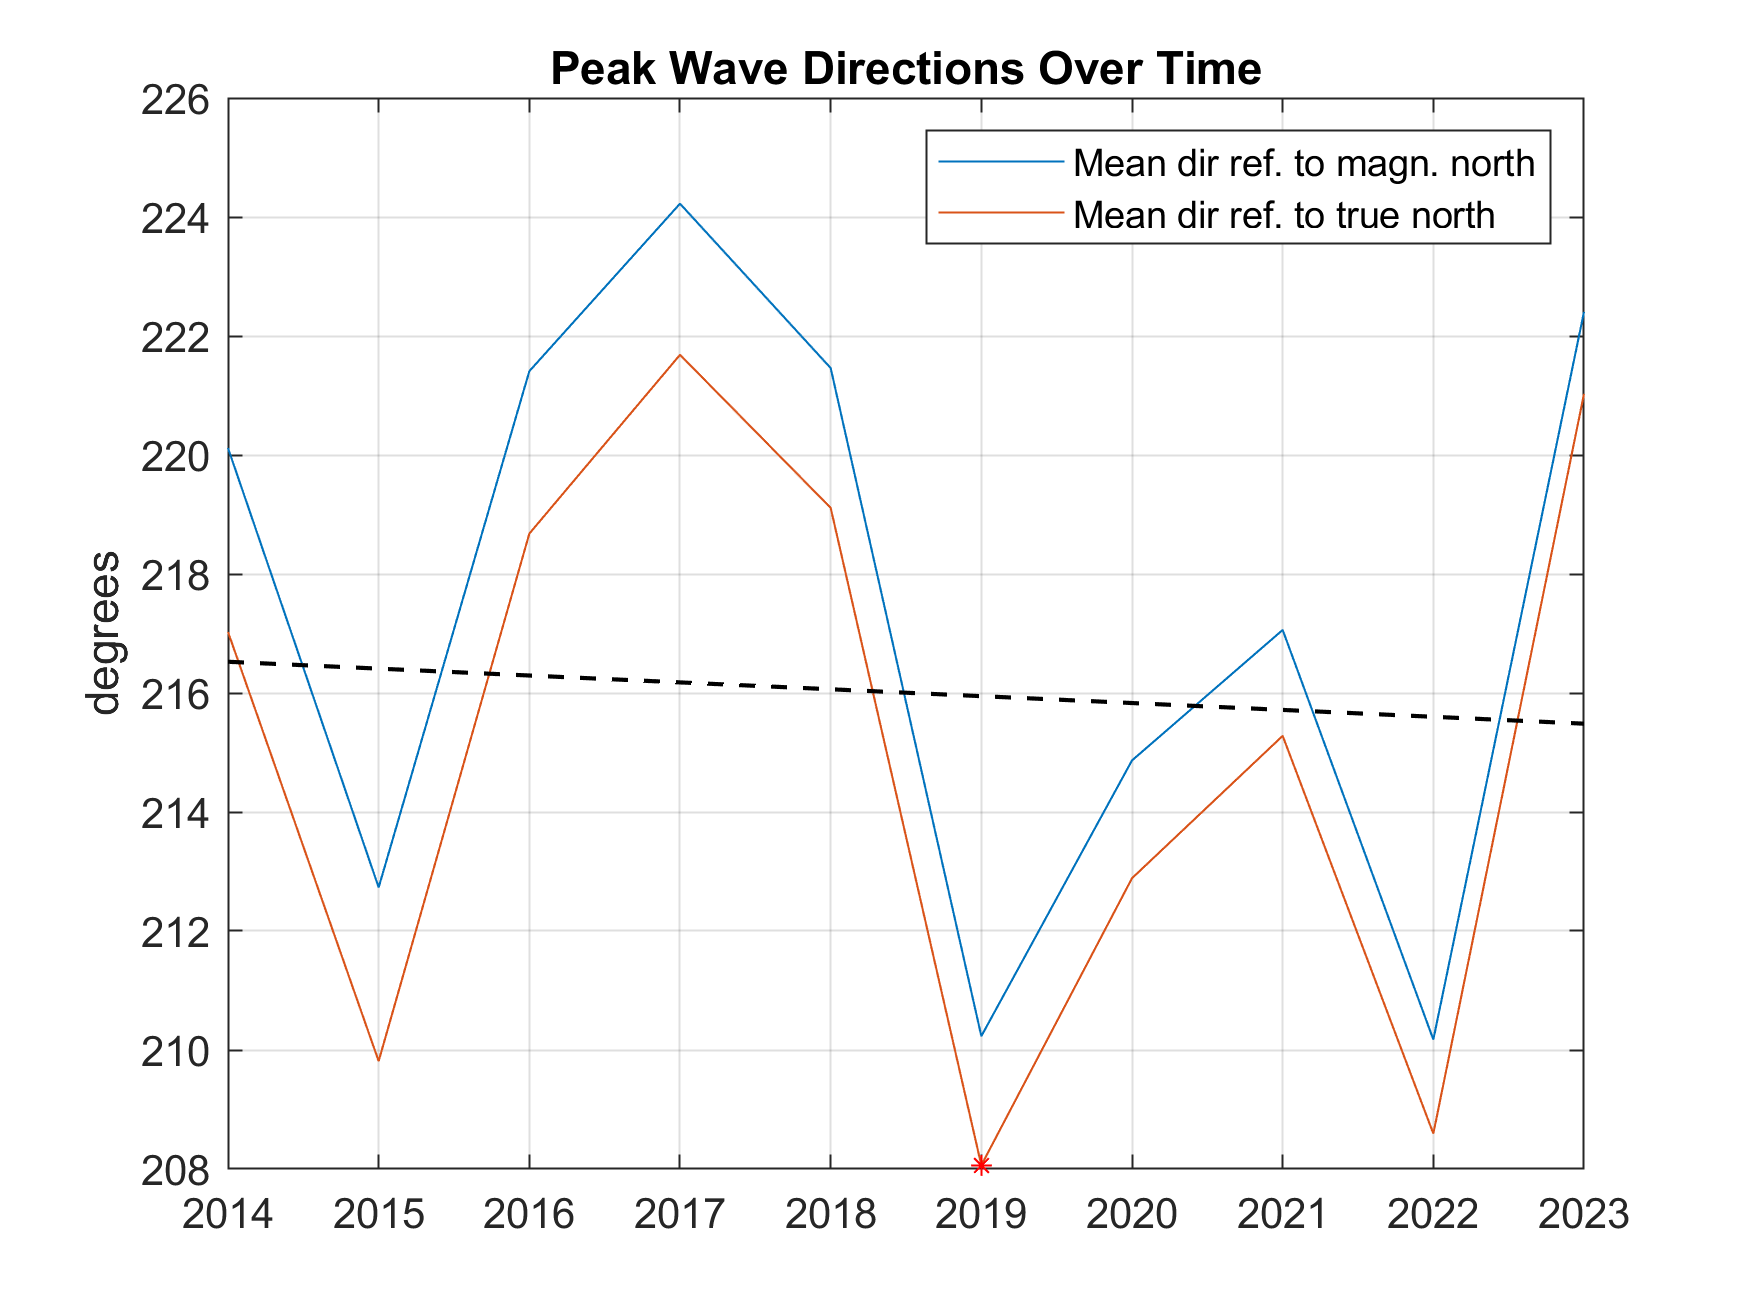 Peak Wave Directions Over Time
226
224
222
220
218
216
214
212
210
208
degrees
Mean dir ref. to magn. north
Mean dir ref. to true north
2014 2015 2016 2017 2018 2019 2020 2021 2022 2023